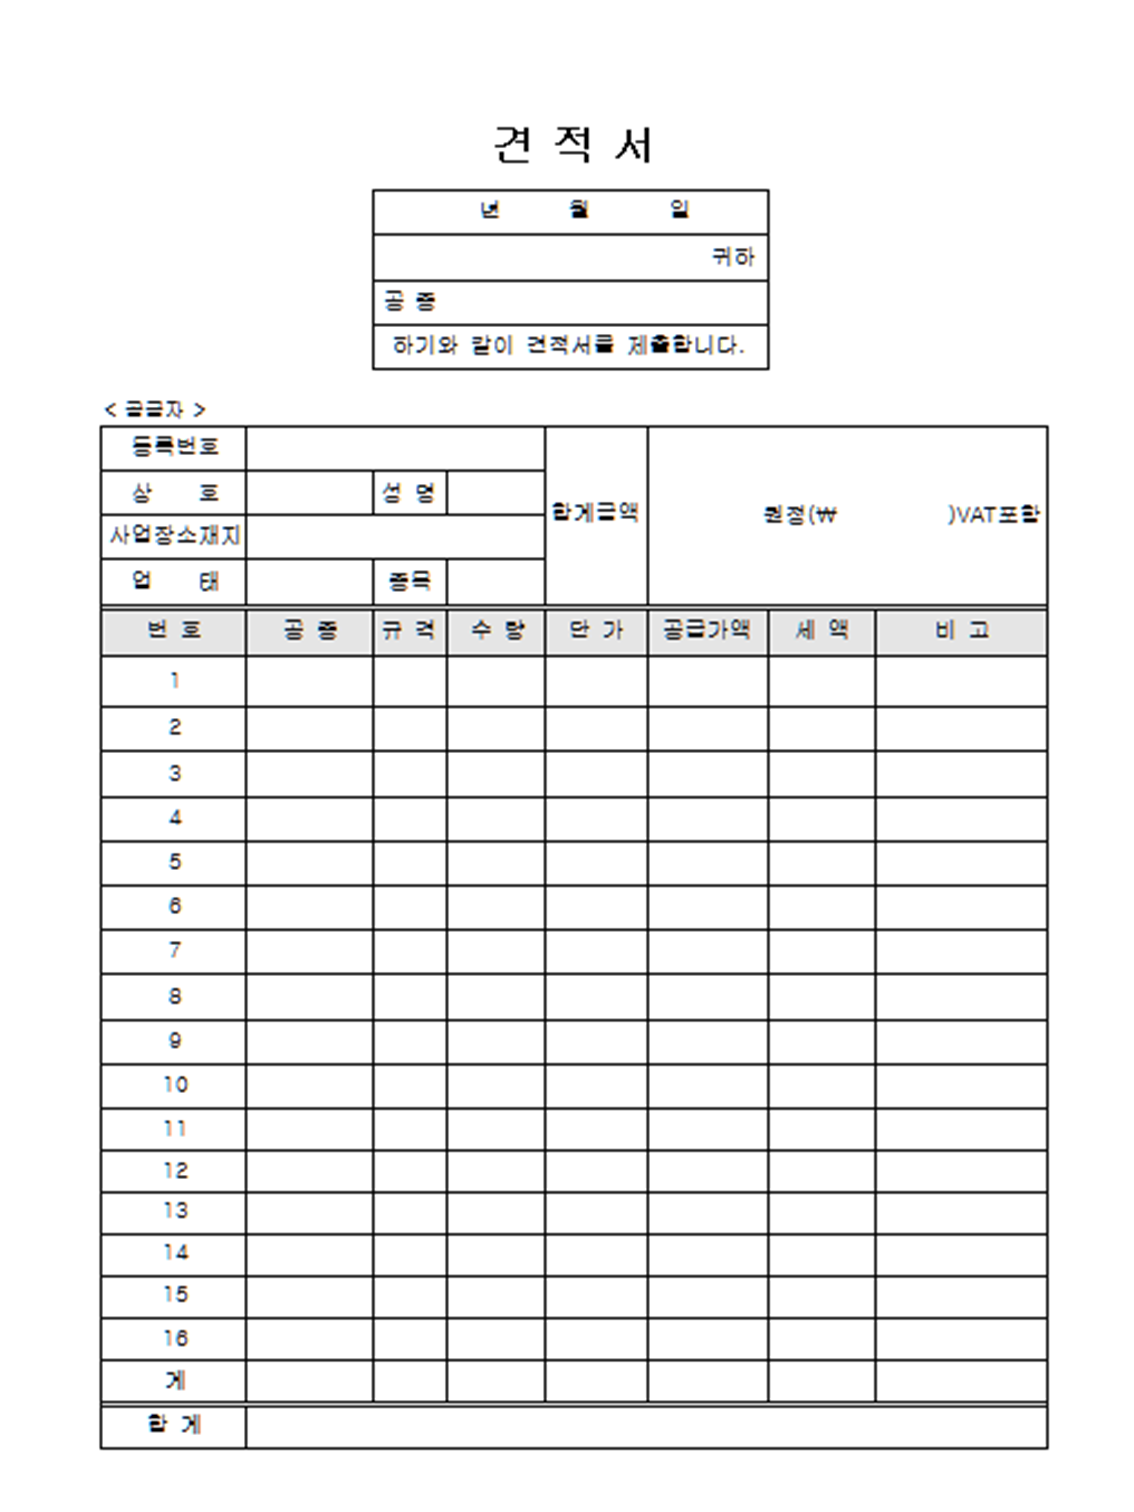 견 적 서
년 월 일
귀하
공 종
하기와 같이 견적서를 제출합니다.
< 공급자 >
등록번호
상 호 성 명
합계금액 원정(₩ )VAT포함
사업장소재지
업 태 종목
번 호 공 종 규 격 수 량 단 가 공급가액 세 액 비 고
1
2
3
4
5
6
7
8
9
10
11
12
13
14
15
16
계
합 계